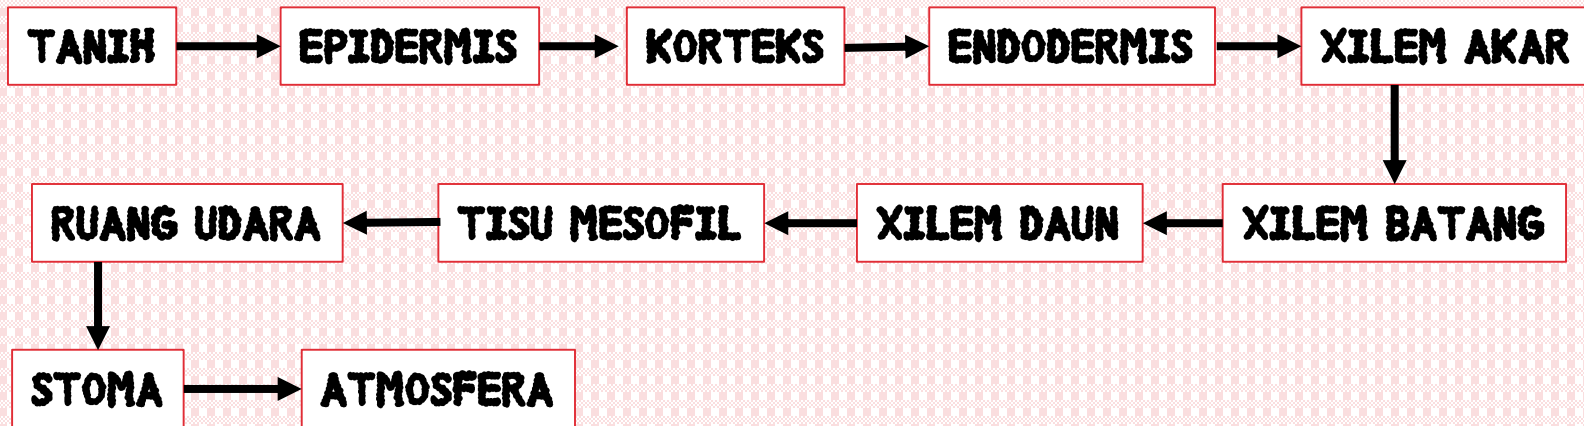 TANIH
EPIDERMIS
KORTEKS
ENDODERMIS
XILEM AKAR
XILEM BATANG
XILEM DAUN
TISU MESOFIL
RUANG UDARA
STOMA
ATMOSFERA